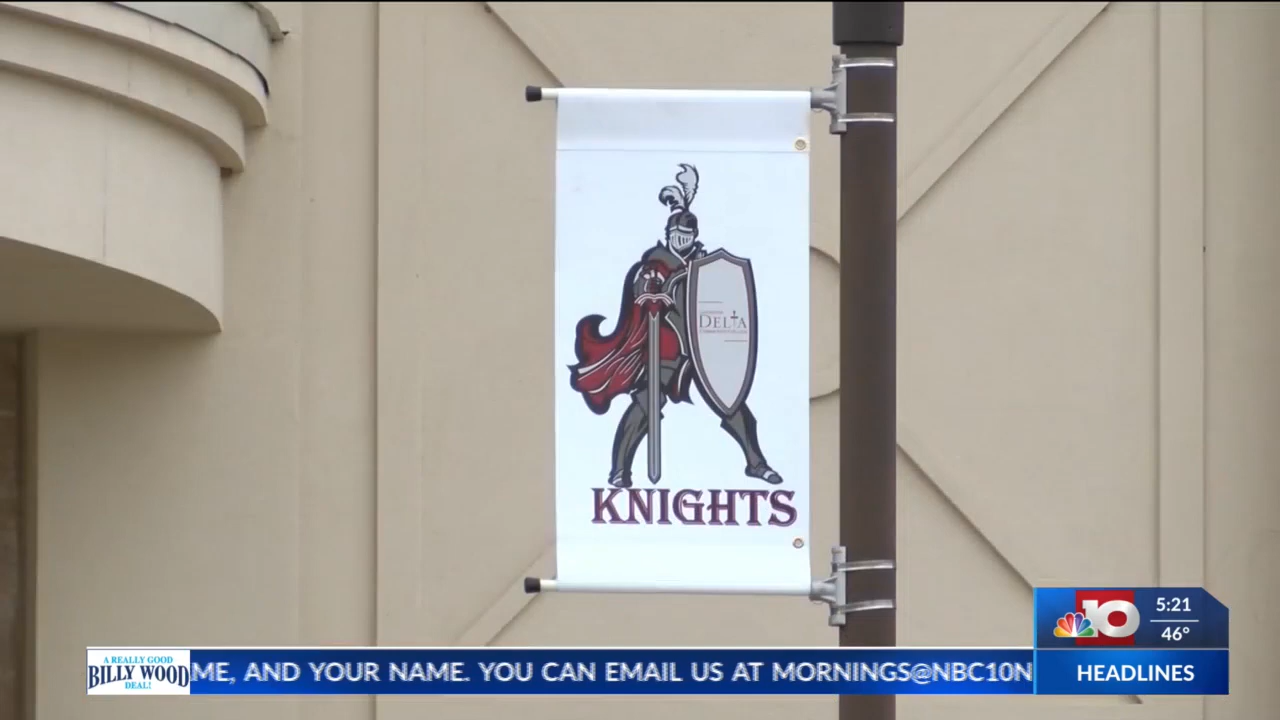 DELTA
KNIGHTS
10
5:21
46°
HEADLINES
A REALLY GOOD
BILLY WOOD
DEAL!
ME, AND YOUR NAME. YOU CAN EMAIL US AT MORNINGS@NBC10N